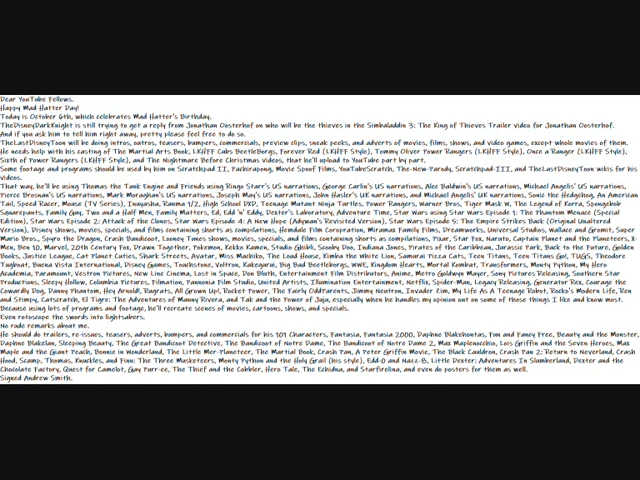 Dear YouTube Fellows.
Happy Mad Hatter Day!
Today is October 6th, which celebrates Mad Hatter's Birthday.
TheDisneyDarkKnight is still trying to get a reply from Jonathan Oosterhof on who will be the thieves in the Simbaladdin 3: The King of Thieves Trailer video for Jonathan Oosterhof.
And if you ask him to tell him right away, pretty please feel free to do so.
TheLastDisneyToon will be doing intros, outros, teasers, bumpers, commercials, preview clips, sneak peeks, and adverts of movies, films, shows, and video games, except whole movies of them.
He needs help with his casting of The Martial Arts Book, LKHFF Cubs BeetleBorgs, Forever Red (LKHFF Style), Tommy Oliver Power Rangers (LKHFF Style), Once a Ranger (LKHFF Style),
Sixth of Power Rangers (LKHFF Style), and The Nightmare Before Christmas videos, that he'll upload to YouTube part by part.
Some footage and programs should be used by him on Scratchpad II, Pachirapong, Movie Spoof Films, YouTubeScratch, The-New-Parody, Scratchpad-III, and TheLastDisneyToon wikis for his
videos.
That way, he'll be using Thomas the Tank Engine and Friends using Ringo Starr's US narrations, George Carlin's US narrations, Alec Baldwin's US narrations, Michael Angelis' US narrations,
Pierce Brosnan's US narrations, Mark Moraghan's US narrations, Joseph May's US narrations, John Hasler's UK narrations, and Michael Angelis' UK narrations, Sonic the Hedgehog, An American
Tail, Speed Racer, Mouse (TV Series), Inuyasha, Ranma 1/2, High School DXD, Teenage Mutant Ninja Turtles, Power Rangers, Warner Bros, Tiger Mask W, The Legend of Korra, Spongebob
Squarepants, Family Guy, Two and a Half Men, Family Matters, Ed, Edd 'n' Eddy, Dexter's Laboratory, Adventure Time, Star Wars using Star Wars Episode 1: The Phantom Menace (Special
Edition), Star Wars Episode 2: Attack of the Clones, Star Wars Episode 4: A New Hope (Adywan's Revisited Version), Star Wars Episode 5: The Empire Strikes Back (Original Unaltered
Version), Disney shows, movies, specials, and films containing shorts as compilations, Hemdale Film Corpration, Miramax Family Films, Dreamworks, Universal Studios, Wallace and Gromit, Super
Mario Bros., Spyro the Dragon, Crash Bandicoot, Looney Tunes shows, movies, specials, and films containing shorts as compilations, Pixar, Star Fox, Naruto, Captain Planet and the Planeteers, X-
Men, Ben 10, Marvel, 20th Century Fox, Drawn Together, Pokemon, Kekko Kamen, Studio Ghibli, Scooby Doo, Indiana Jones, Pirates of the Caribbean, Jurassic Park, Back to the Future, Golden
Books, Justice League, Cat Planet Cuties, Shark Streets, Avatar, Miss Machiko, The Loud House, Kimba the White Lion, Samurai Pizza Cats, Teen Titans, Teen Titans Go!, TUGS, Theodore
Tugboat, Buena Vista International, Disney Games, Touchstone, Voltron, Kakegurui, Big Bad Beetleborgs, WWE, Kingdom Hearts, Mortal Kombat, Transformers, Monty Python, My Hero
Academia, Paramount, Vestron Pictures, New Line Cinema, Lost in Space, Don Bluth, Entertainment Film Distributors, Anime, Metro Goldwyn Mayer, Sony Pictures Releasing, Southern Star
Productions, Sleepy Hollow, Columbia Pictures, Filmation, Pannonia Film Studio, United Artists, Illumination Entertainment, Netflix, Spider-Man, Legacy Releasing, Generator Rex, Courage the
Cowardly Dog, Danny Phantom, Hey Arnold!, Rugrats, All Grown Up!, Rocket Power, The Fairly OddParents, Jimmy Neutron, Invader Zim, My Life As A Teenage Robot, Rocko's Modern Life, Ren
and Stimpy, Catscratch, El Tigre: The Adventures of Manny Rivera, and Tak and the Power of Juju, especially when he handles my opinion out on some of those things I like and know most.
Because using lots of programs and footage, he'll recreate scenes of movies, cartoons, shows, and specials.
Even rotoscope the swords into lightsabers.
No rude remarks about me.
He should do trailers, re-issues, teasers, adverts, bumpers, and commercials for his 101 Characters, Fantasia, Fantasia 2000, Daphne Blakehontas, Fun and Fancy Free, Beauty and the Monster,
Daphne Blakelan, Sleeping Beauty, The Great Bandicoot Detective, The Bandicoot of Notre Dame, The Bandicoot of Notre Dame 2, Max Maplenocchio, Lois Griffin and the Seven Heroes, Max
Maple and the Giant Peach, Bonnie in Wonderland, The Little Mer-Tlaneteer, The Martial Book, Crash Pan, A Peter Griffin Movie, The Black Cauldron, Crash Pan 2: Return to Neverland, Crash
Hood, Scamp, Thomas, Knuckles, and Finn: The Three Musketeers, Monty Python and the Holy Grail (his style), Edd-O and Nazz-B, Little Dexter: Adventures In Slumberland, Dexter and the
Chocolate Factory, Quest for Camelot, Gay Purr-ee, The Thief and the Cobbler, Hero Tale, The Echidna, and Starfirelina, and even do posters for them as well.
Signed Andrew Smith.